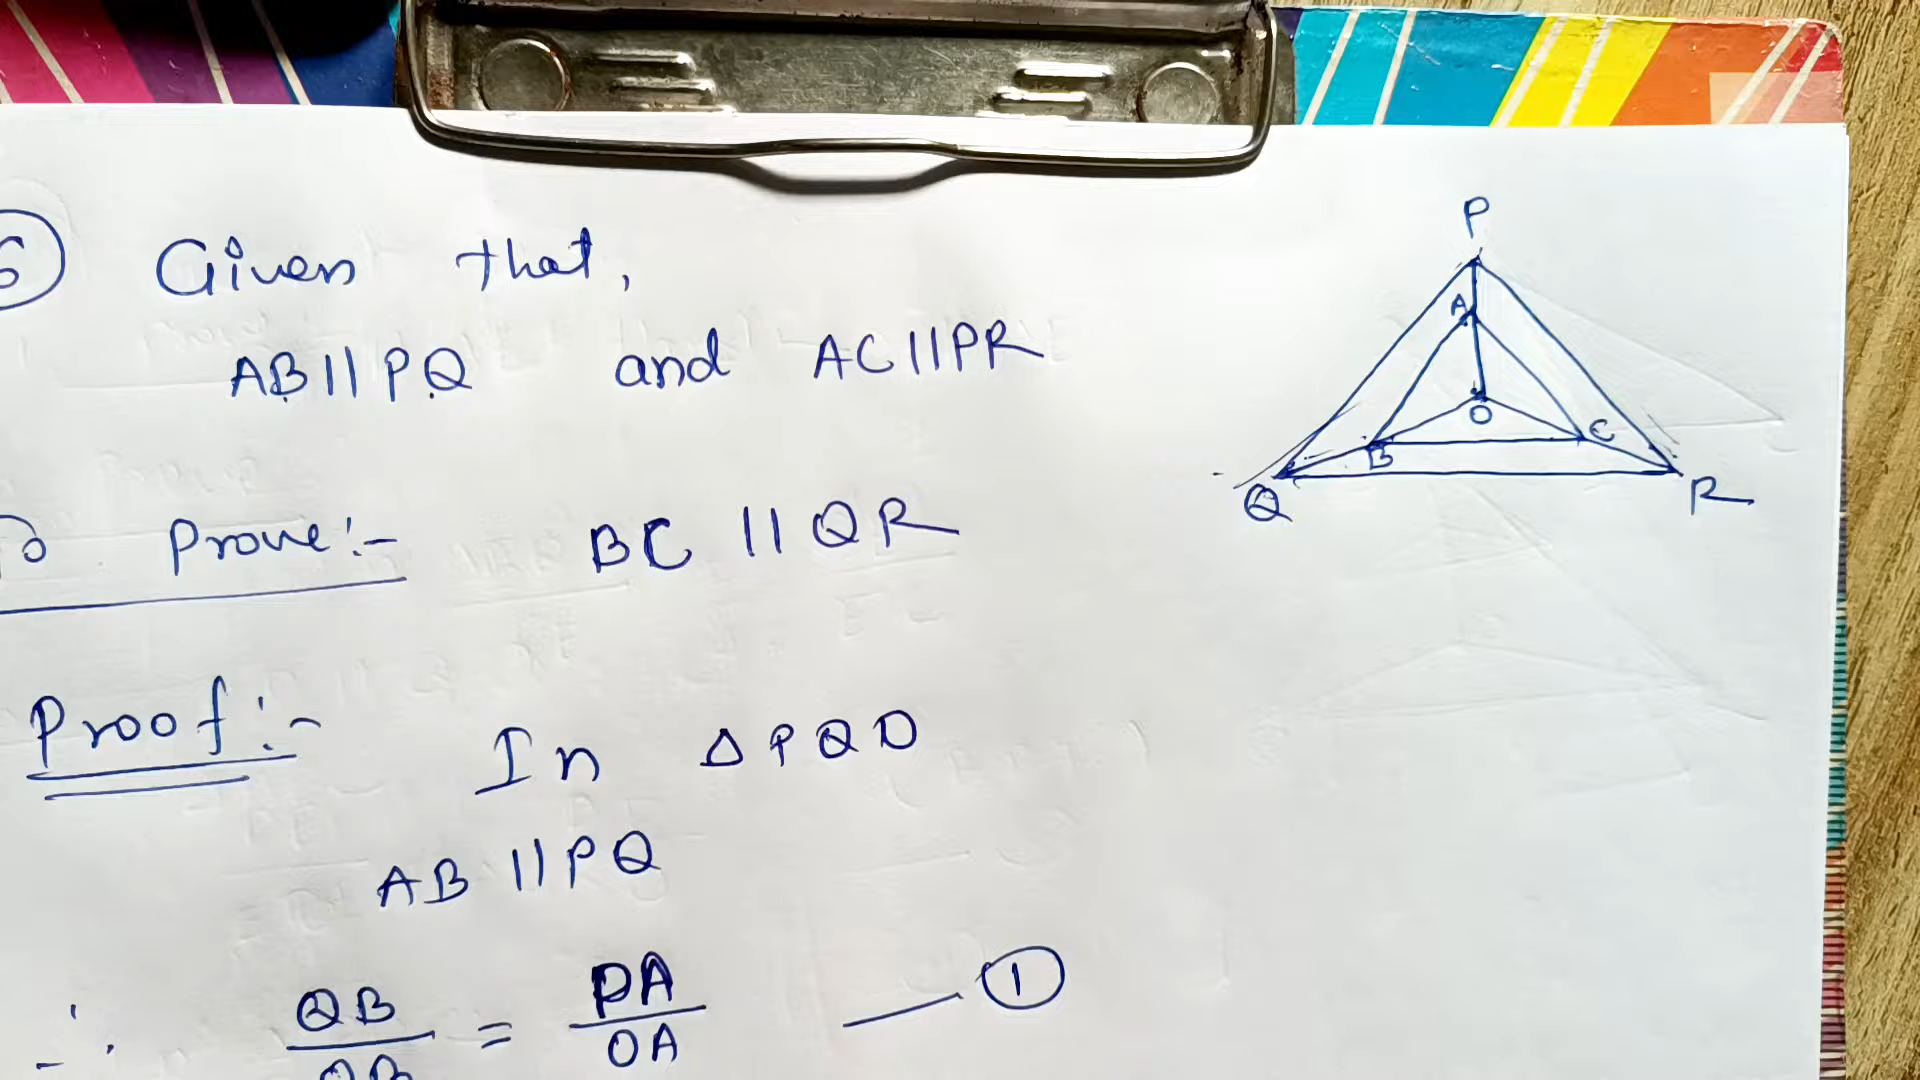 Given that,
AB || PQ and AC || PR
Prove :- BC || QR
Proof :- In Δ PQO
AB || PQ
∴ QB = PA — 1
OA
P
A
O
B
C
Q
R